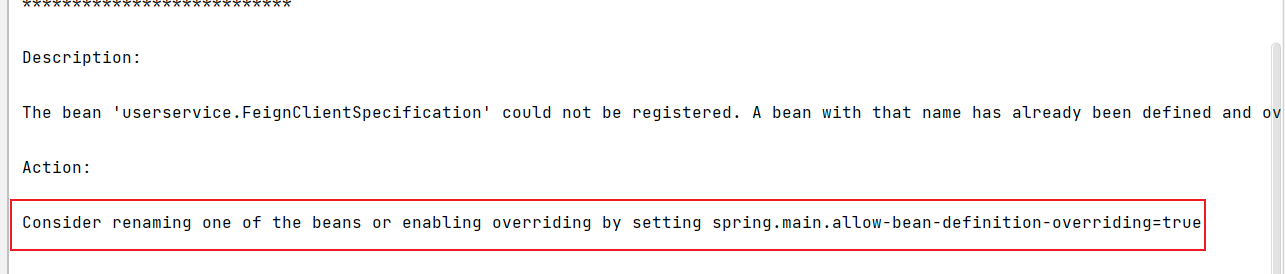 ***************************
Description:
The bean 'userservice.FeignClientSpecification' could not be registered. A bean with that name has already been defined and ov
Action:
Consider renaming one of the beans or enabling overriding by setting spring.main.allow-bean-definition-overriding=true